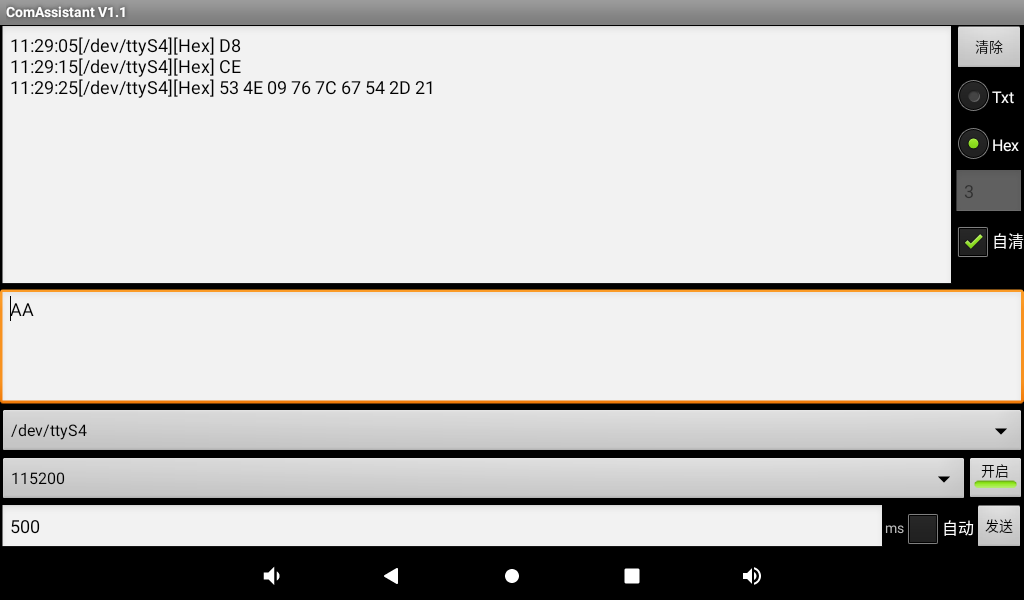 ComAssistant V1.1
11:29:05[/dev/ttyS4][Hex] D8
11:29:15[/dev/ttyS4][Hex] CE
11:29:25[/dev/ttyS4][Hex] 53 4E 09 76 7C 67 54 2D 21
清除
Txt
Hex
3
自清
AA
/dev/ttyS4
115200
开启
500
ms
自动
发送